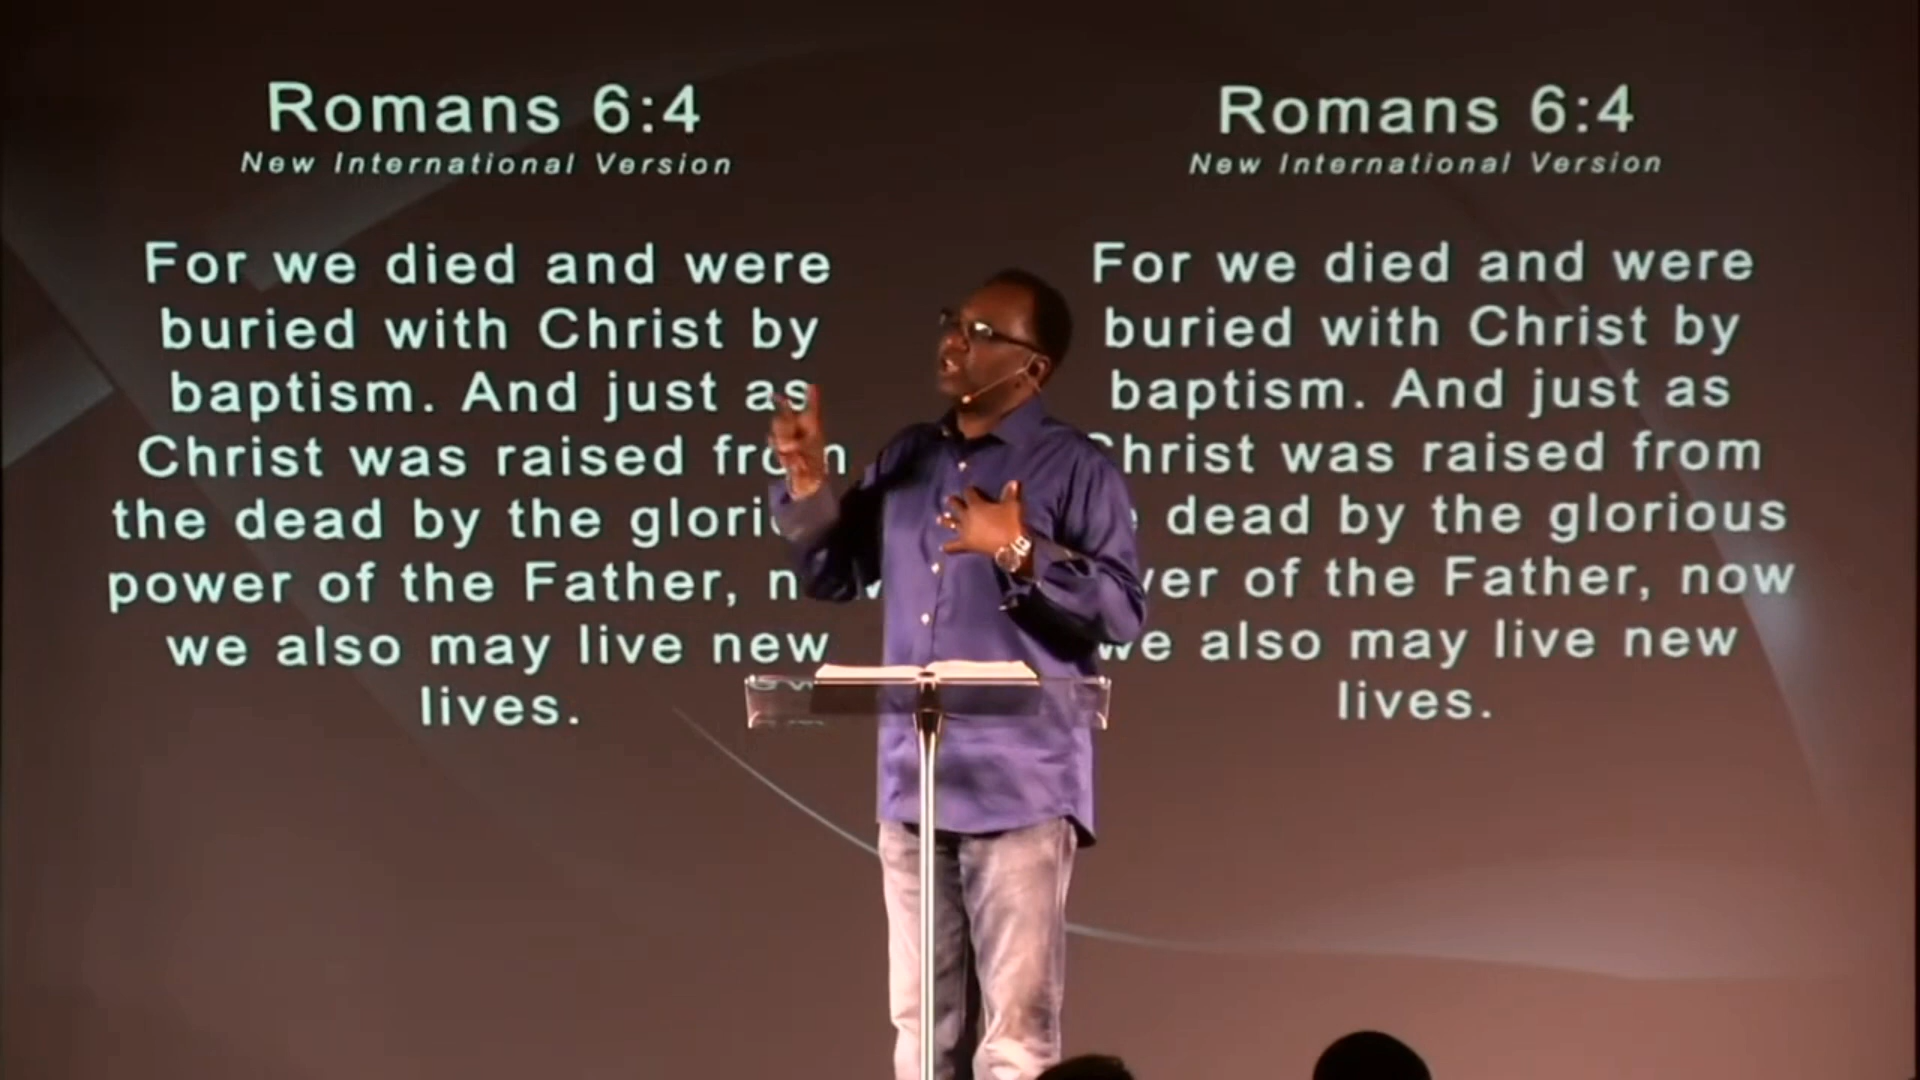 Romans 6:4
New International Version
For we died and were
buried with Christ by
baptism. And just as
Christ was raised from
the dead by the
power of the Father,
we also may live new
lives.
Romans 6:4
New International Version
For we died and were
buried with Christ by
baptism. And just as
Christ was raised from
dead by the glorious
of the Father, now
we also may live new
lives.